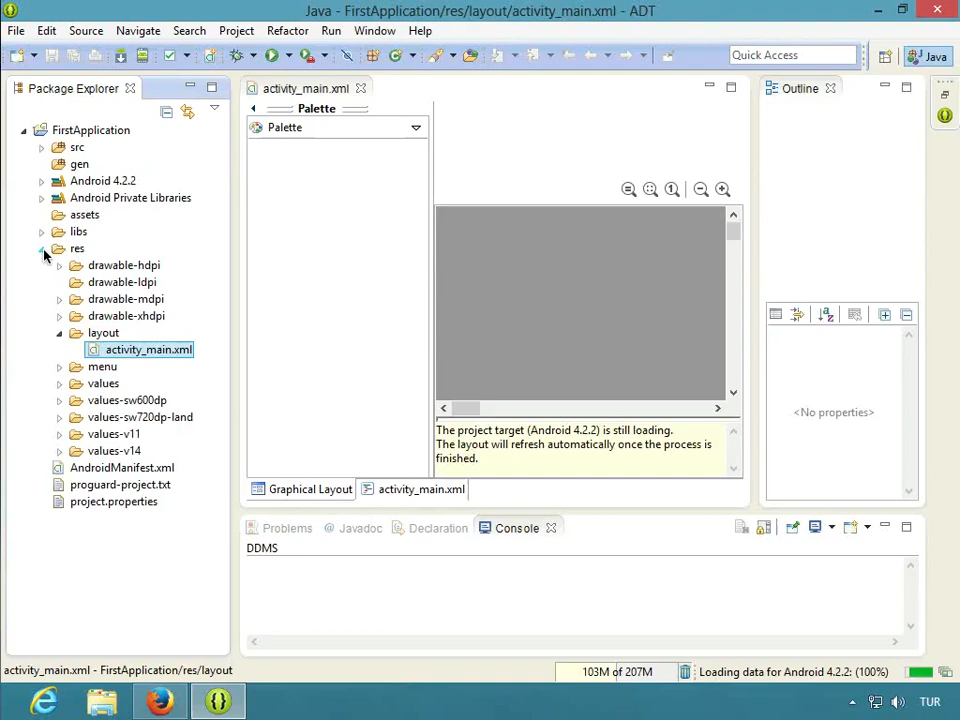 Java - FirstApplication/res/layout/activity_main.xml - ADT
File Edit Source Navigate Search Project Refactor Run Window Help
Quick Access
Java
Package Explorer
FirstApplication
src
gen
Android 4.2.2
Android Private Libraries
assets
libs
res
drawable-hdpi
drawable-ldpi
drawable-mdpi
drawable-xhdpi
layout
activity_main.xml
menu
values
values-sw600dp
values-sw720dp-land
values-v11
values-v14
AndroidManifest.xml
proguard-project.txt
project.properties
activity_main.xml
Palette
Palette
The project target (Android 4.2.2) is still loading.
The layout will refresh automatically once the process is
finished.
Graphical Layout activity_main.xml
Outline
<No properties>
Problems @ Javadoc Declaration Console
DDMS
activity_main.xml - FirstApplication/res/layout
103M of 207M
Loading data for Android 4.2.2: (100%)
TUR